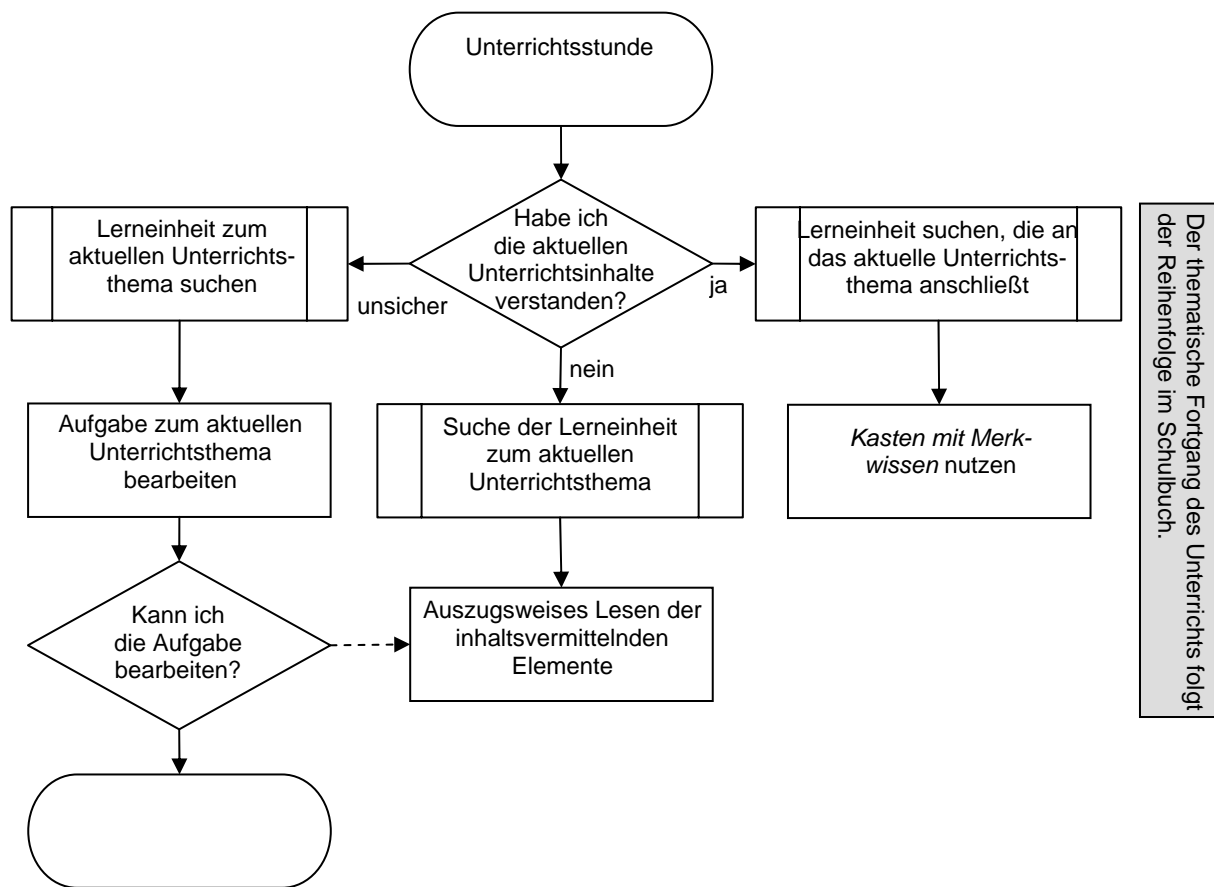 Unterrichtsstunde
Habe ich
die aktuellen
Unterrichtsinhalte
verstanden?
Lerneinheit zum
aktuellen Unterrichts-
thema suchen
unsicher
ja
Lerneinheit suchen, die an
das aktuelle Unterrichts-
thema anschließt
nein
Aufgabe zum aktuellen
Unterrichtsthema
bearbeiten
Suche der Lerneinheit
zum aktuellen
Unterrichtsthema
Kasten mit Merk-
wissen nutzen
Kann ich
die Aufgabe
bearbeiten?
Auszugsweises Lesen der
inhaltsvermittelnden
Elemente
Der thematische Fortgang des Unterrichts folgt
der Reihenfolge im Schulbuch.